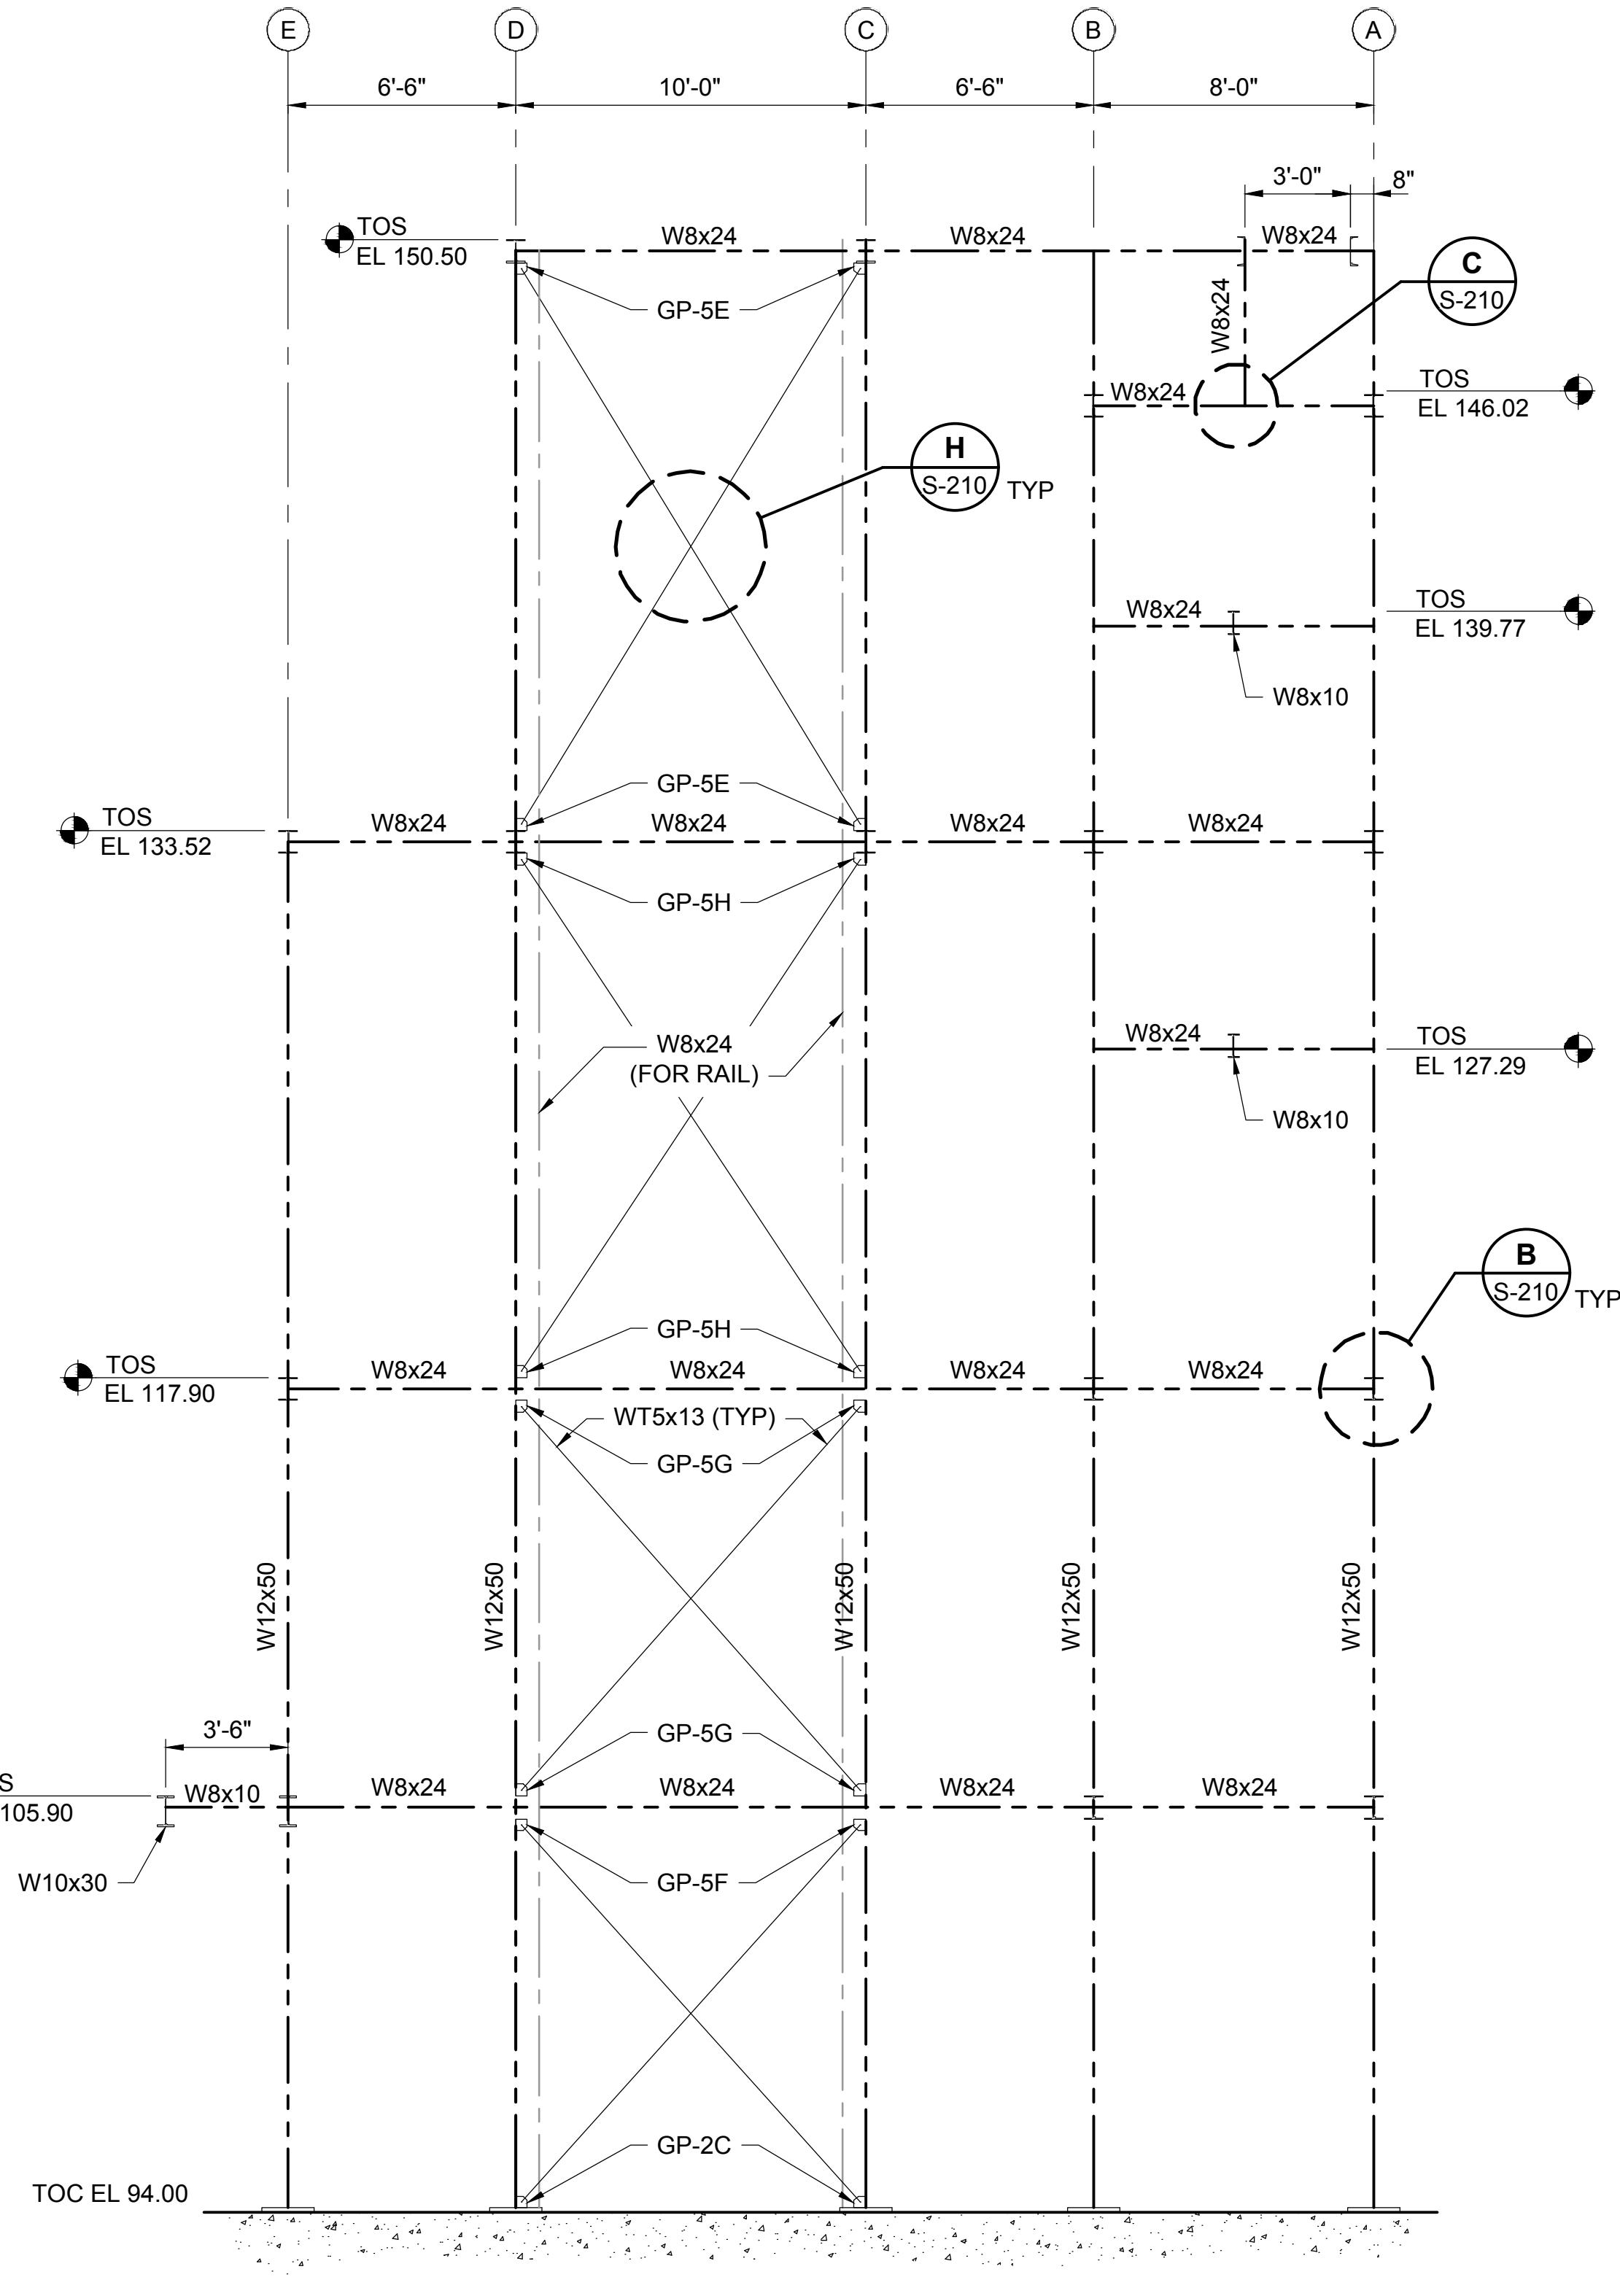 E
D
C
B
A
6'-6"
10'-0"
6'-6"
8'-0"
3'-0"
8"
TOS
EL 150.50
W8x24
W8x24
W8x24
C
S-210
GP-5E
W8x24
TOS
EL 146.02
W8x24
H
S-210
TYP
TOS
EL 139.77
W8x24
W8x10
GP-5E
TOS
EL 133.52
W8x24
W8x24
W8x24
W8x24
GP-5H
W8x24
(FOR RAIL)
W8x24
TOS
EL 127.29
W8x10
B
S-210
TYP
GP-5H
TOS
EL 117.90
W8x24
W8x24
W8x24
W8x24
WT5x13 (TYP)
GP-5G
W12x50
W12x50
W12x50
W12x50
W12x50
3'-6"
GP-5G
S
105.90
W8x10
W8x24
W8x24
W8x24
W8x24
W10x30
GP-5F
GP-2C
TOC EL 94.00